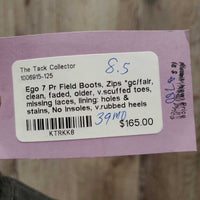 The Tack Collector
1006915-125
8.5
Ego 7 Pr Field Boots, Zips *gc/fair,
clean, faded, older, v.scuffed toes,
missing laces, lining: holes &
stains, No Insoles, v.rubbed heels
39MD
$165.00
KTRKKB